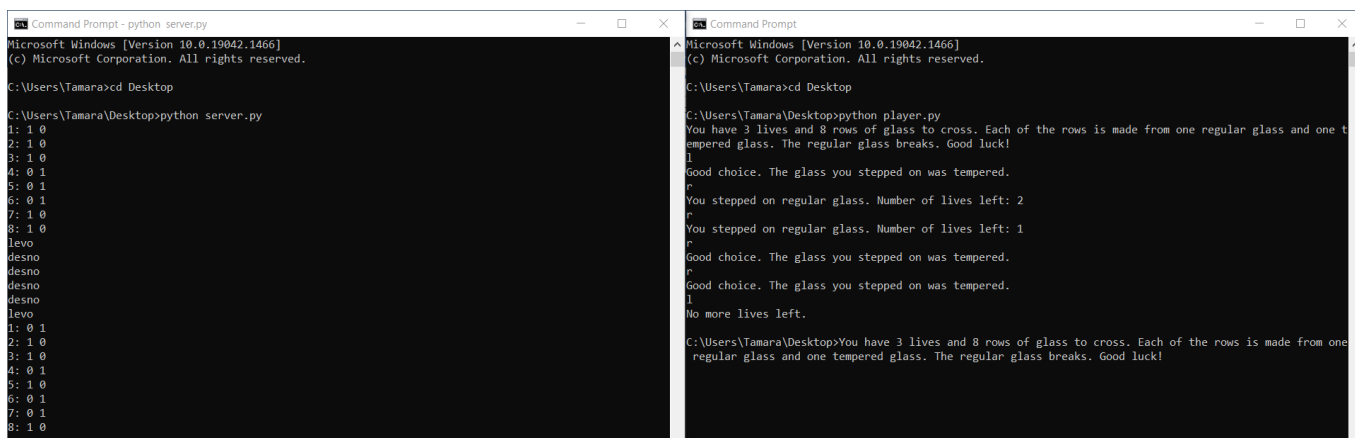 Command Prompt - python  server.py
Microsoft Windows [Version 10.0.19042.1466]
(c) Microsoft Corporation. All rights reserved.
C:\Users\Tamara>cd Desktop
C:\Users\Tamara\Desktop>python server.py
1: 1 0
2: 1 0
3: 1 0
4: 0 1
5: 0 1
6: 0 1
7: 1 0
8: 1 0
levo
desno
desno
desno
desno
levo
1: 0 1
2: 1 0
3: 1 0
4: 0 1
5: 1 0
6: 0 1
7: 0 1
8: 1 0
Command Prompt
Microsoft Windows [Version 10.0.19042.1466]
(c) Microsoft Corporation. All rights reserved.
C:\Users\Tamara>cd Desktop
C:\Users\Tamara\Desktop>python player.py
You have 3 lives and 8 rows of glass to cross. Each of the rows is made from one regular glass and one t
empered glass. The regular glass breaks. Good luck!
l
Good choice. The glass you stepped on was tempered.
r
You stepped on regular glass. Number of lives left: 2
r
You stepped on regular glass. Number of lives left: 1
r
Good choice. The glass you stepped on was tempered.
r
Good choice. The glass you stepped on was tempered.
l
No more lives left.
C:\Users\Tamara\Desktop>You have 3 lives and 8 rows of glass to cross. Each of the rows is made from one
 regular glass and one tempered glass. The regular glass breaks. Good luck!